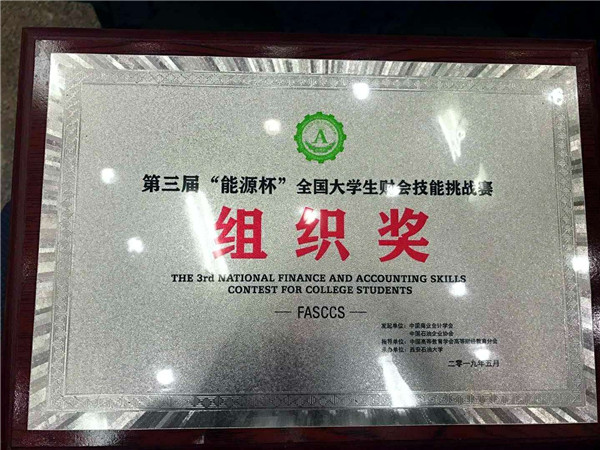 第三届“能源杯”全国大学生财会技能挑战赛
组织奖
THE 3rd NATIONAL FINANCE AND ACCOUNTING SKILLS
CONTEST FOR COLLEGE STUDENTS
FASCCS
发起单位：中国商业会计学会
中国石油企业协会
指导单位：中国高等教育学会高等财经教育分会
承办单位：西安石油大学
二零一九年五月